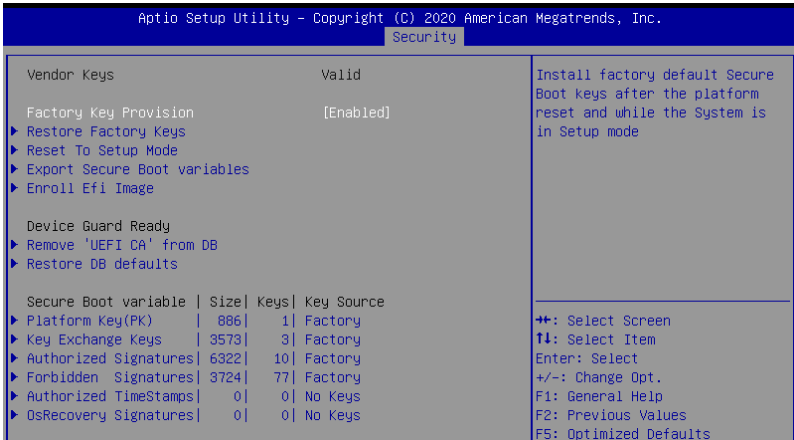 Aptio Setup Utility – Copyright (C) 2020 American Megatrends, Inc.
Security
Vendor Keys Valid
Factory Key Provision [Enabled]
Restore Factory Keys
Reset To Setup Mode
Export Secure Boot variables
Enroll Efi Image
Device Guard Ready
Remove 'UEFI CA' from DB
Restore DB defaults
Secure Boot variable | Size| Keys| Key Source
Platform Key(PK) | 886| 1| Factory
Key Exchange Keys | 3573| 3| Factory
Authorized Signatures| 6322| 10| Factory
Forbidden Signatures| 3724| 77| Factory
Authorized TimeStamps| 0| 0| No Keys
OsRecovery Signatures| 0| 0| No Keys
Install factory default Secure
Boot keys after the platform
reset and while the System is
in Setup mode
→←: Select Screen
↑↓: Select Item
Enter: Select
+/-: Change Opt.
F1: General Help
F2: Previous Values
F5: Optimized Defaults